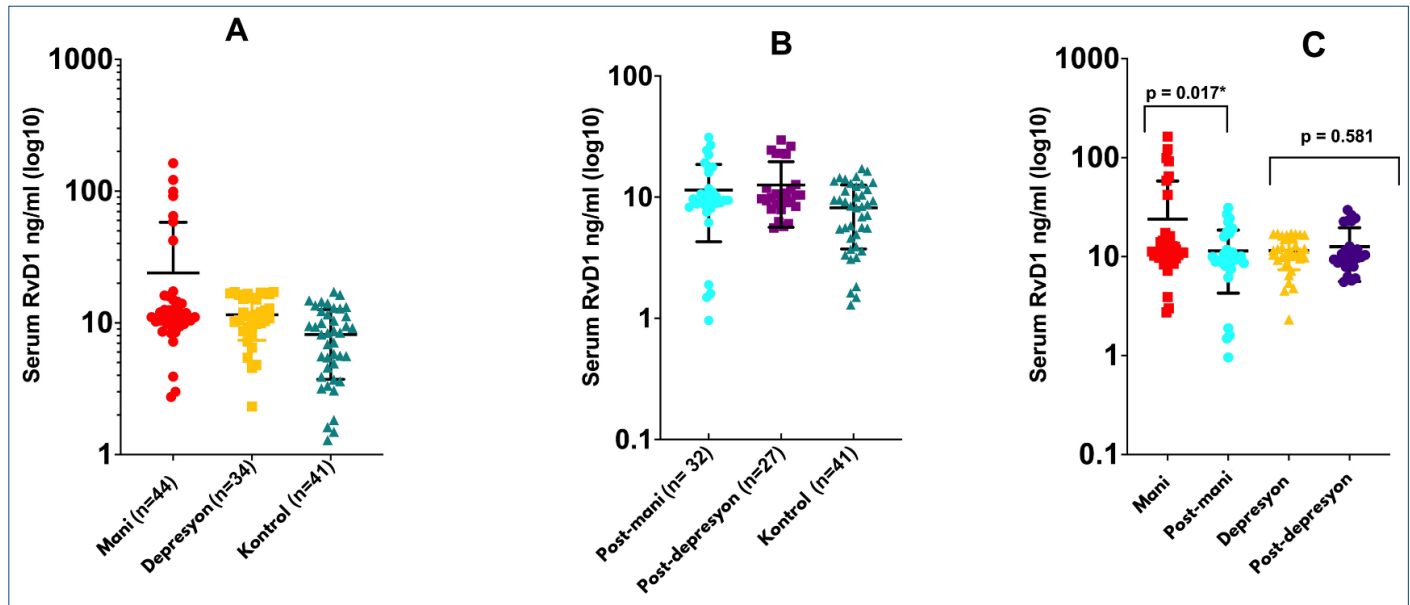 A
Serum RvD1 ng/ml (log10)
1000
100
10
1
Mani (n=44)
Depresyon (n=34)
Kontrol (n=41)
B
Serum RvD1 ng/ml (log10)
100
10
1
0.1
Post-mani (n= 32)
Post-depresyon (n=27)
Kontrol (n=41)
C
Serum RvD1 ng/ml (log10)
1000
100
10
1
0.1
p = 0.017*
p = 0.581
Mani
Post-mani
Depresyon
Post-depresyon